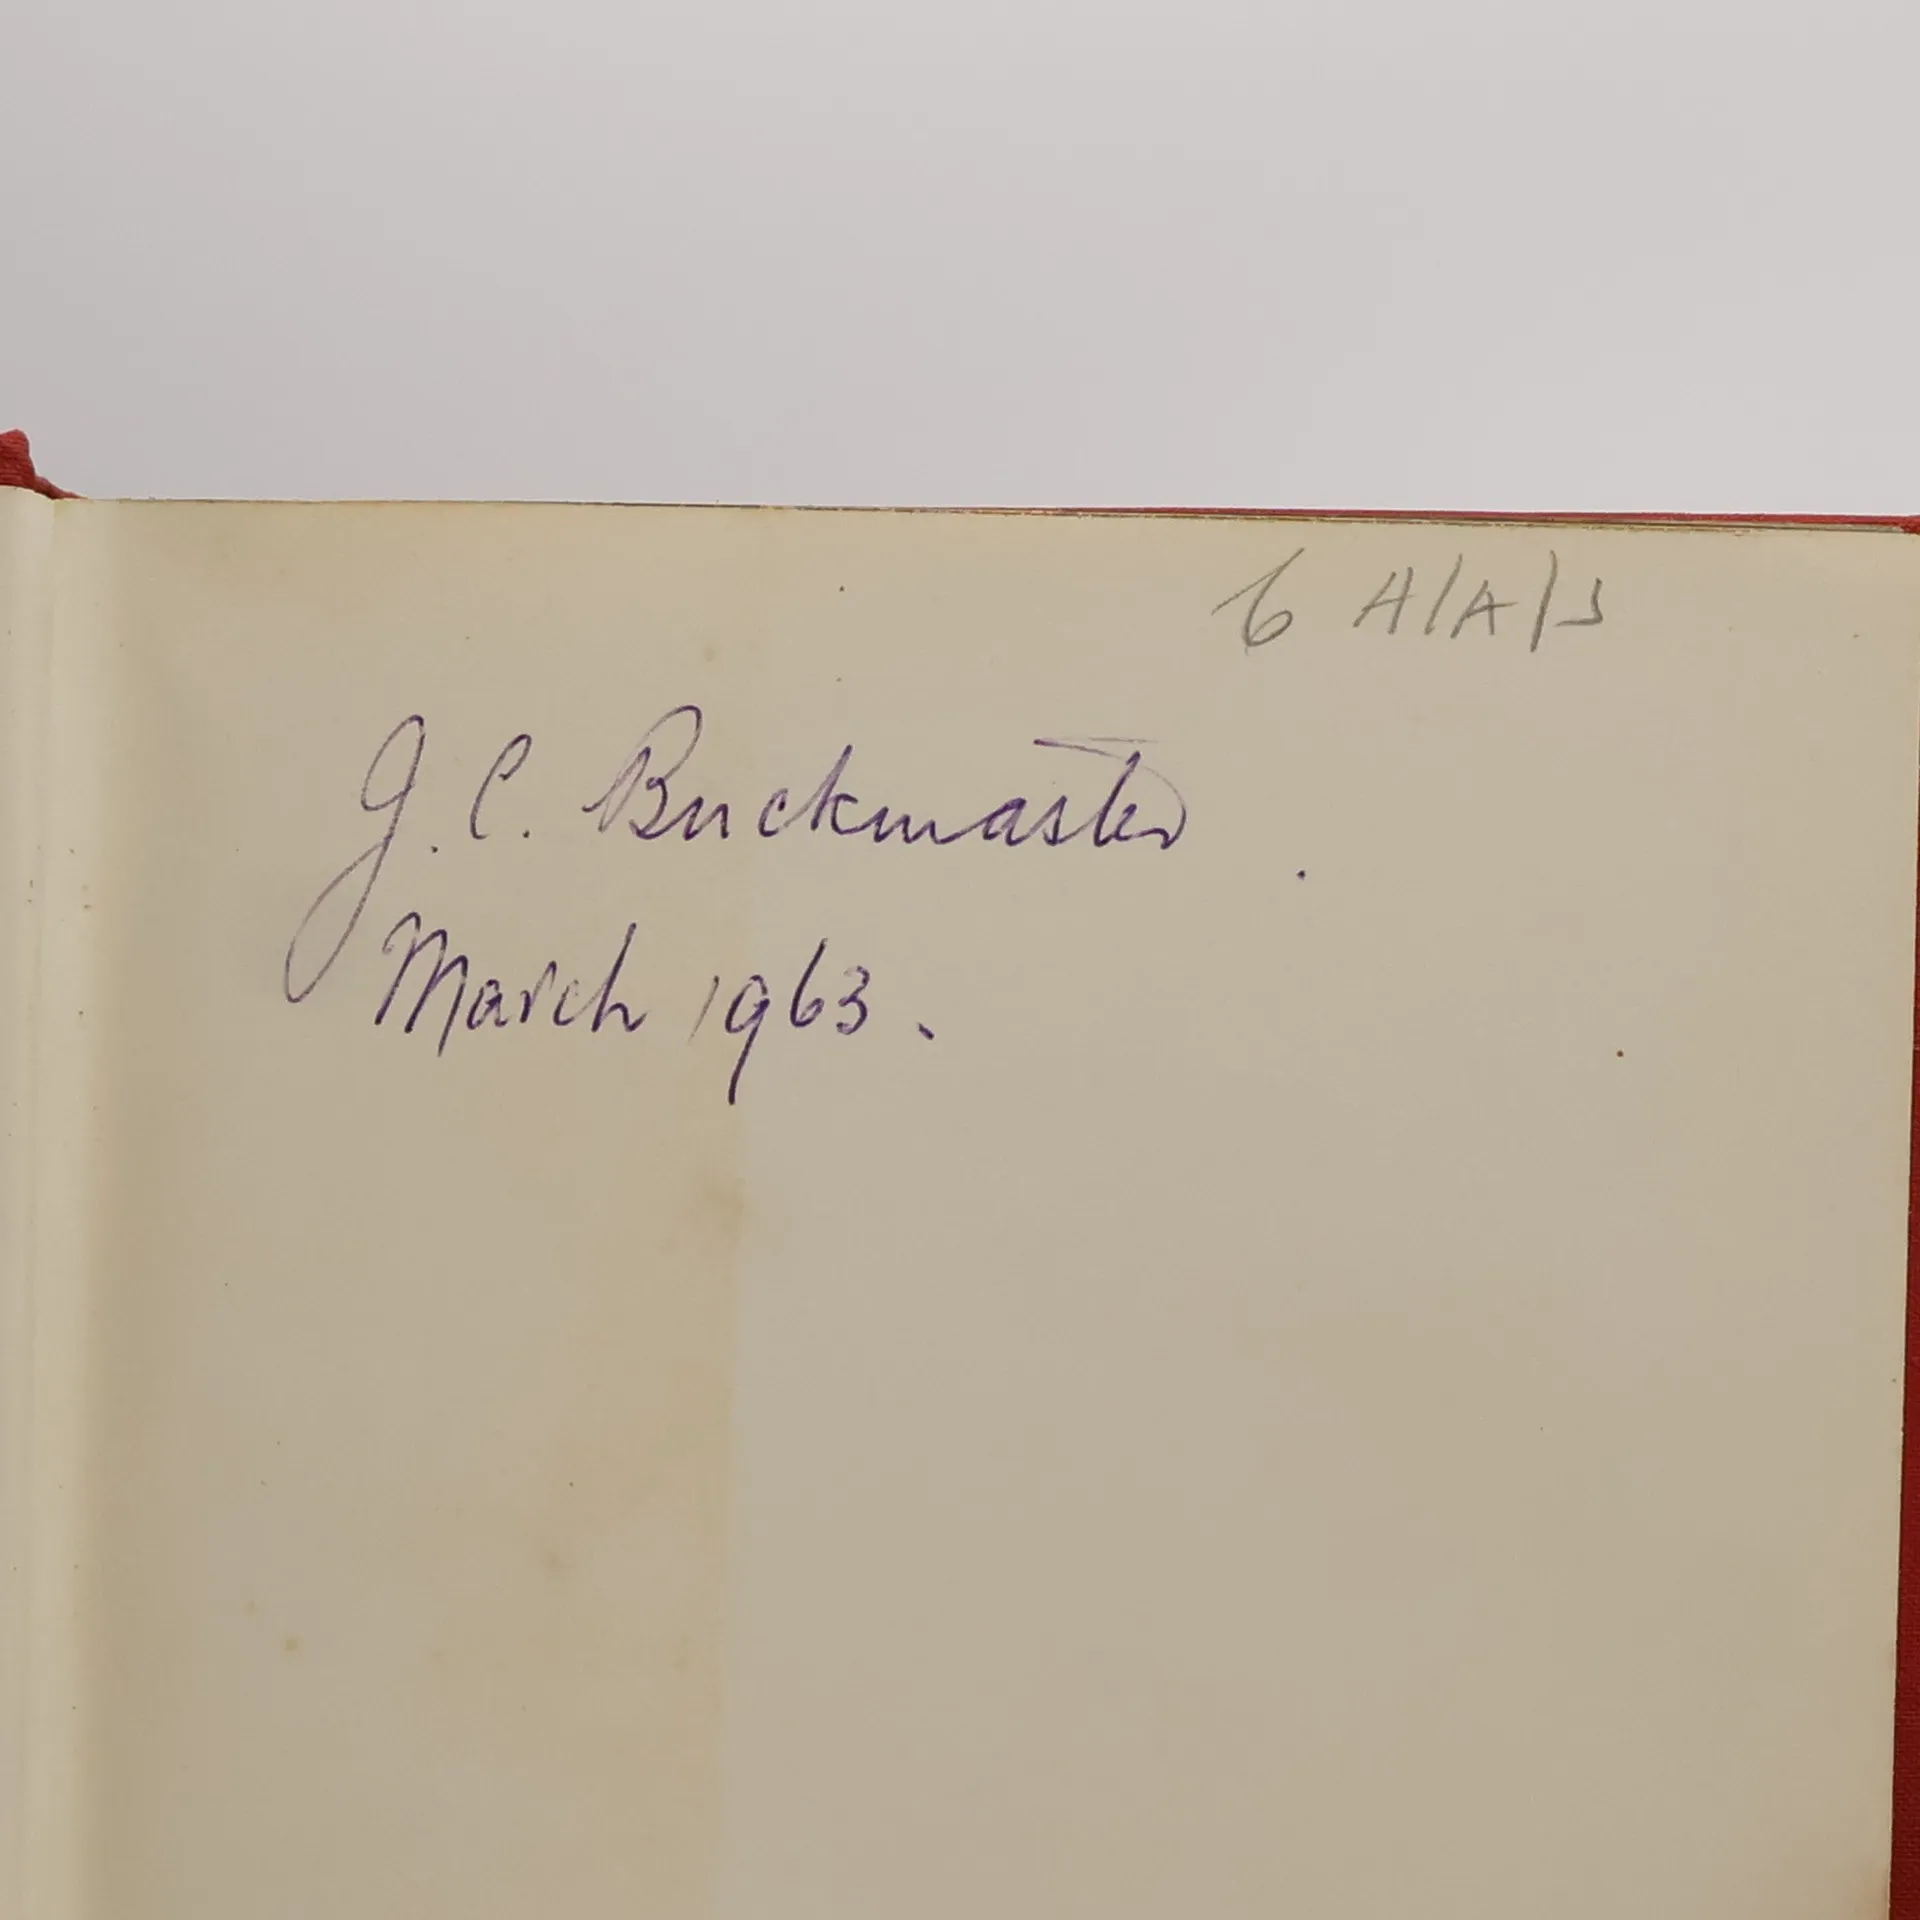 6 A/A/J
J. C. Buckmaster
March 1963.